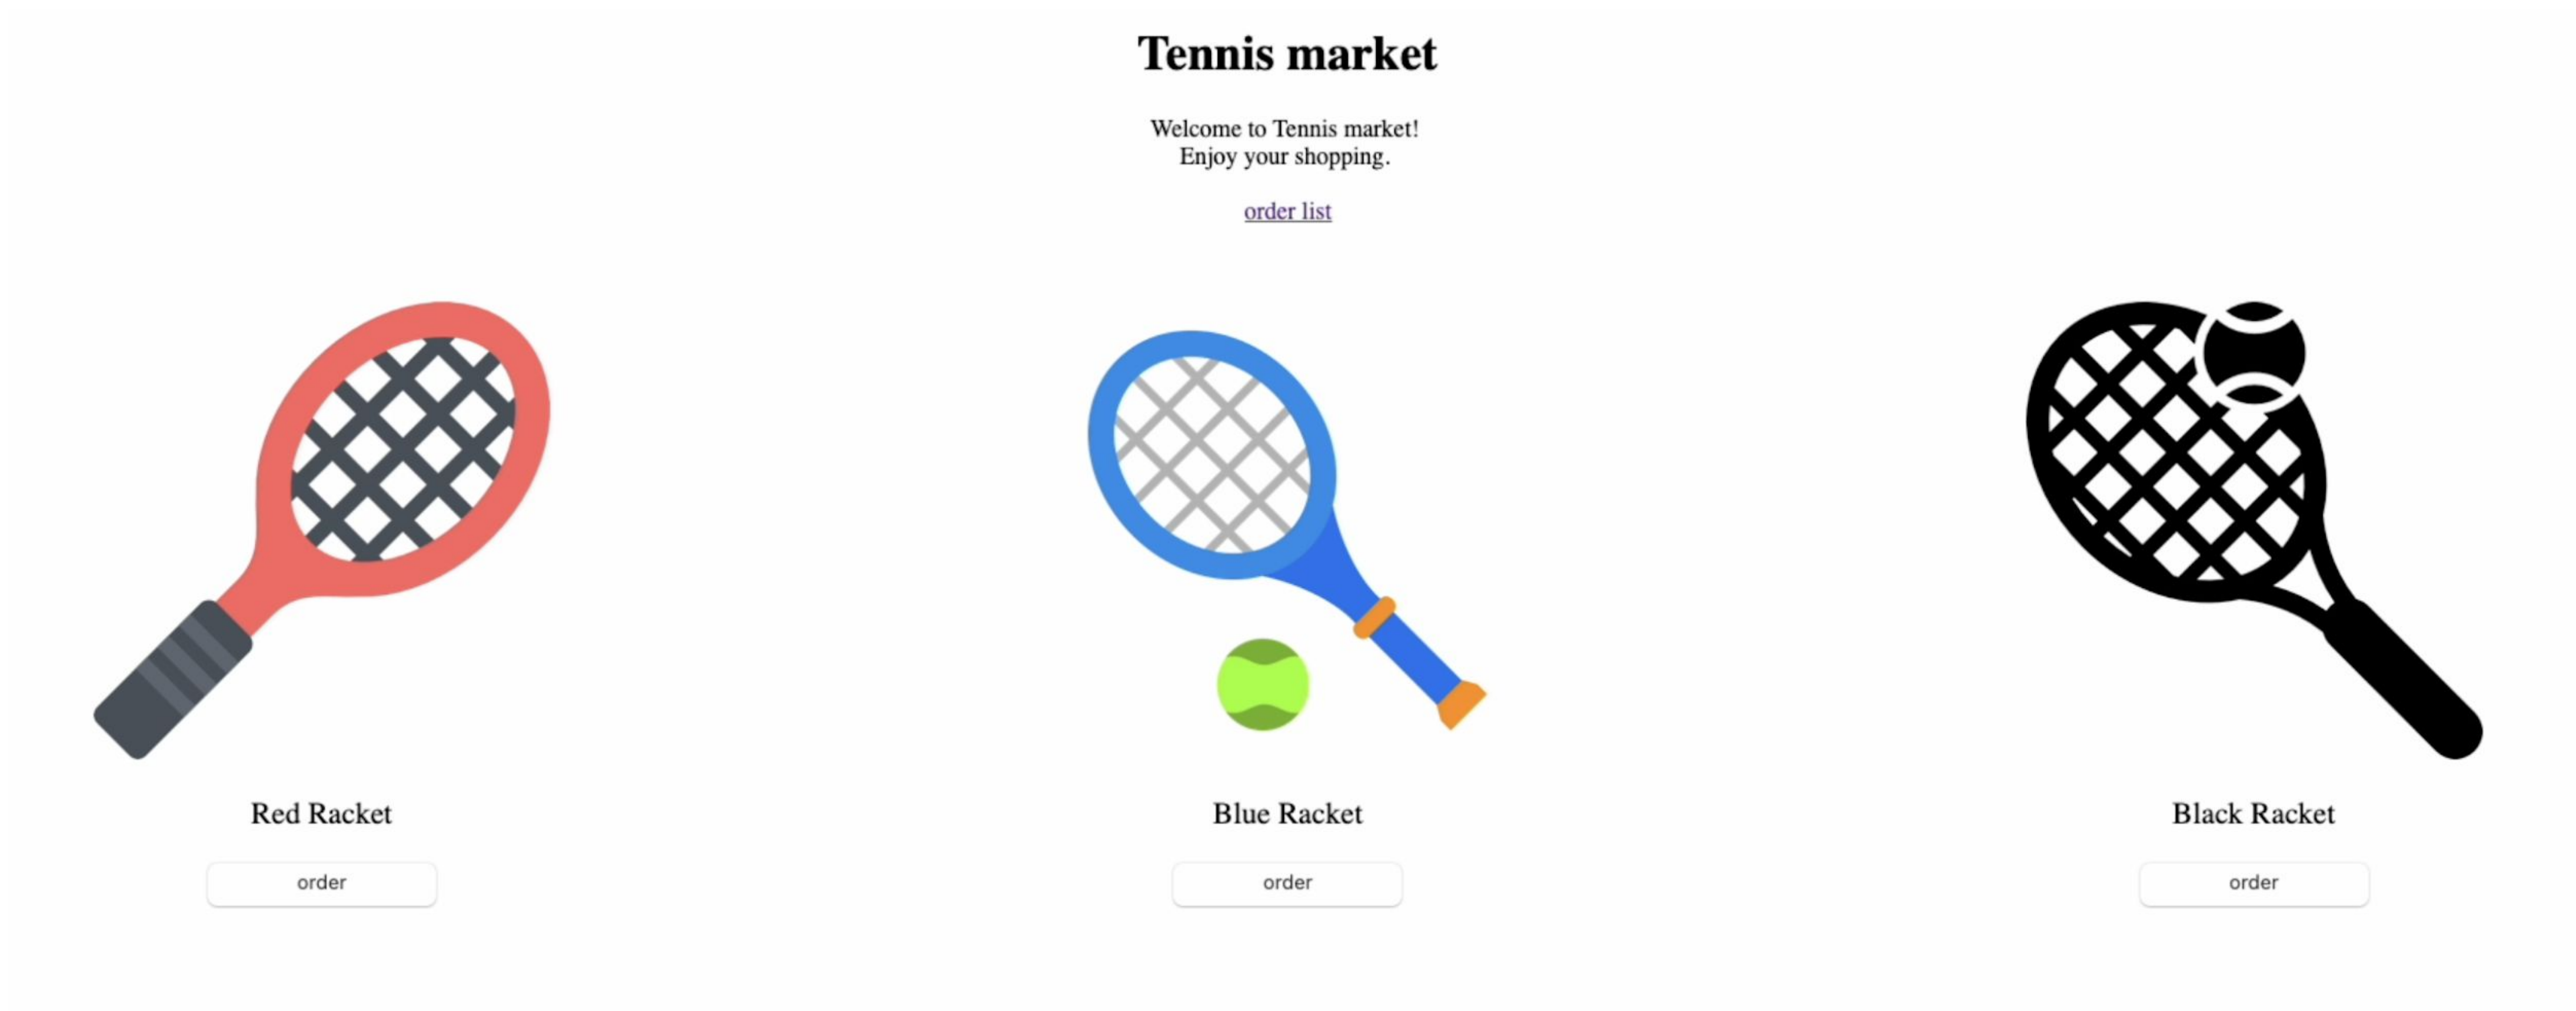 Tennis market
Welcome to Tennis market!
Enjoy your shopping.
order list
Red Racket
order
Blue Racket
order
Black Racket
order